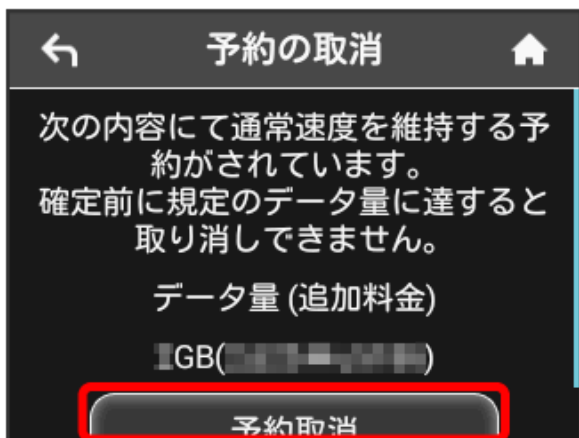 予約の取消
次の内容にて通常速度を維持する予
約がされています。
確定前に規定のデータ量に達すると
取り消しできません。
データ量 (追加料金)
GB( )
予約取消